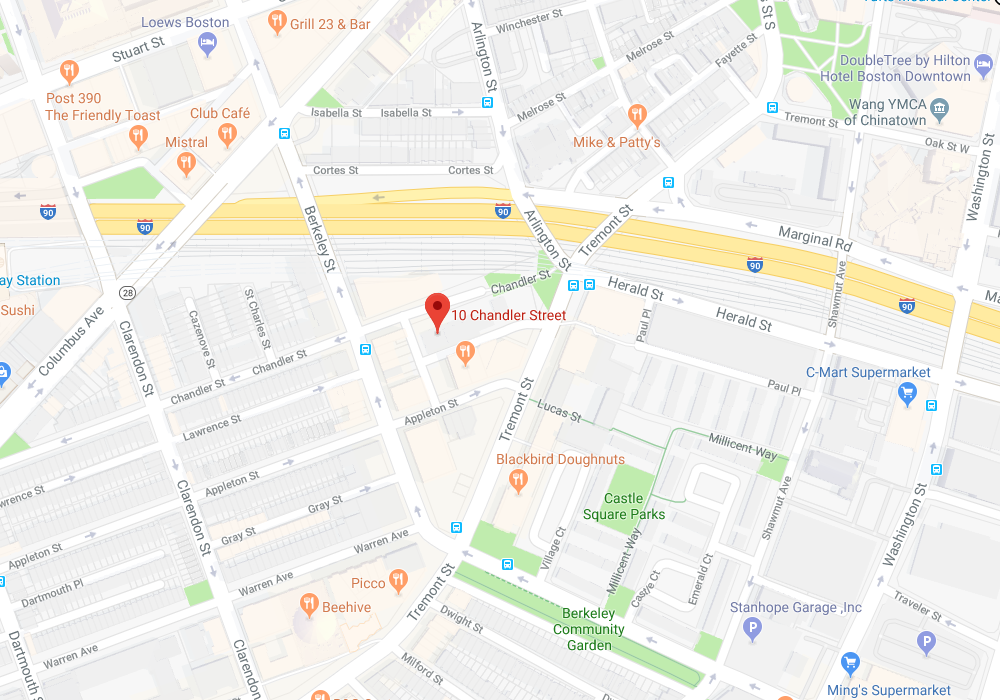 Loews Boston
Grill 23 & Bar
Stuart St
Winchester St
Arlington St
Melrose St
Fayette St
DoubleTree by Hilton
Hotel Boston Downtown
Post 390
The Friendly Toast
Club Café
Isabella St
Isabella St
Melrose St
Wang YMCA
of Chinatown
Tremont St
Mistral
Mike & Patty's
Oak St W
Cortes St
Cortes St
Washington St
90
90
90
Berkeley St
Arlington St
Tremont St
Marginal Rd
90
90
Shawmut Ave
ay Station
Chandler St
28
Herald St
Herald St
Sushi
Columbus Ave
Clarendon St
Cazenove St
St Charles St
10 Chandler Street
Paul Pl
Chandler St
Chandler St
C-Mart Supermarket
Paul Pl
Appleton St
Tremont St
Lucas St
Lawrence St
Millicent Way
Blackbird Doughnuts
Appleton St
Castle
Square Parks
wrence St
Clarendon St
Gray St
Gray St
Shawmut Ave
Washington St
Warren Ave
Village Ct
Millicent Way
Appleton St
Dartmouth Pl
Warren Ave
Picco
Beehive
Tremont St
Castle Ct
Emerald Ct
Berkeley
Community
Garden
Stanhope Garage ,Inc
P
Traveler St
P
Dwight St
Dartmouth S
Warren Ave
Clarendon St
Milford St
Ming's Supermarket